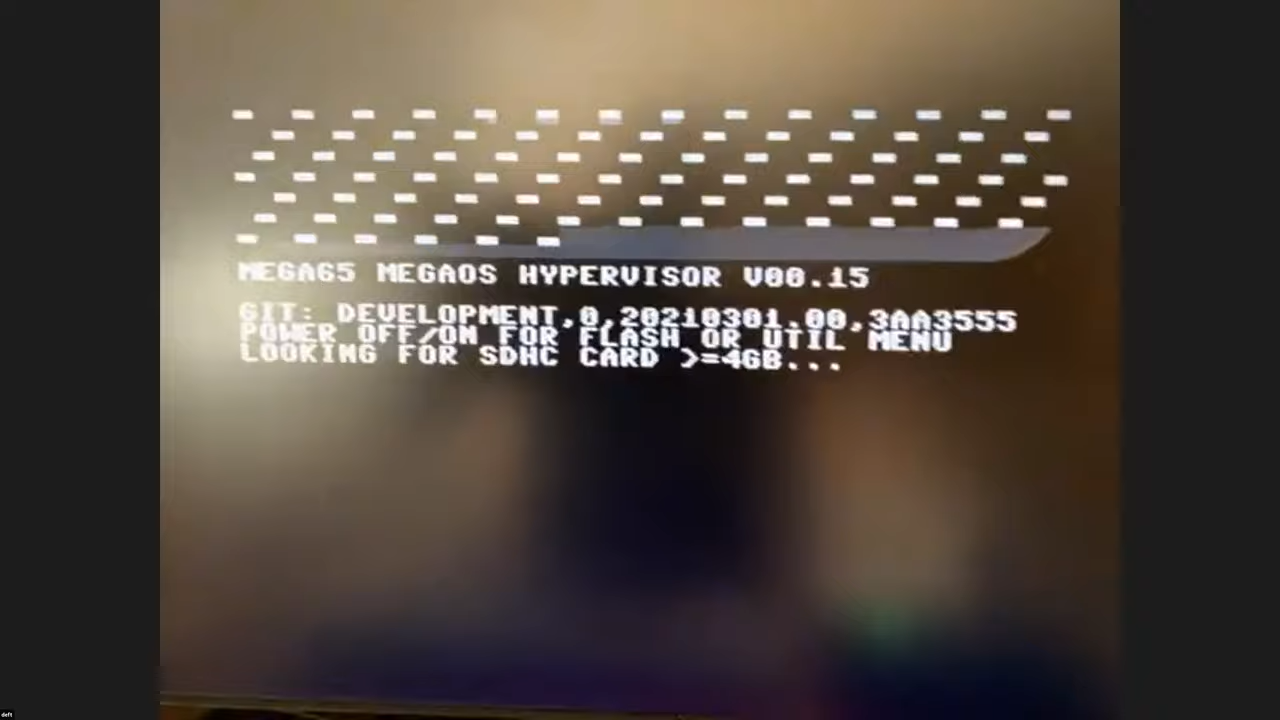 MEGA65 MEGAOS HYPERVISOR V00.15
GIT: DEVELOPMENT,0,20210301.00,3AA3555
POWER OFF/ON FOR FLASH OR UTIL MENU
LOOKING FOR SDHC CARD >=4GB...
deft